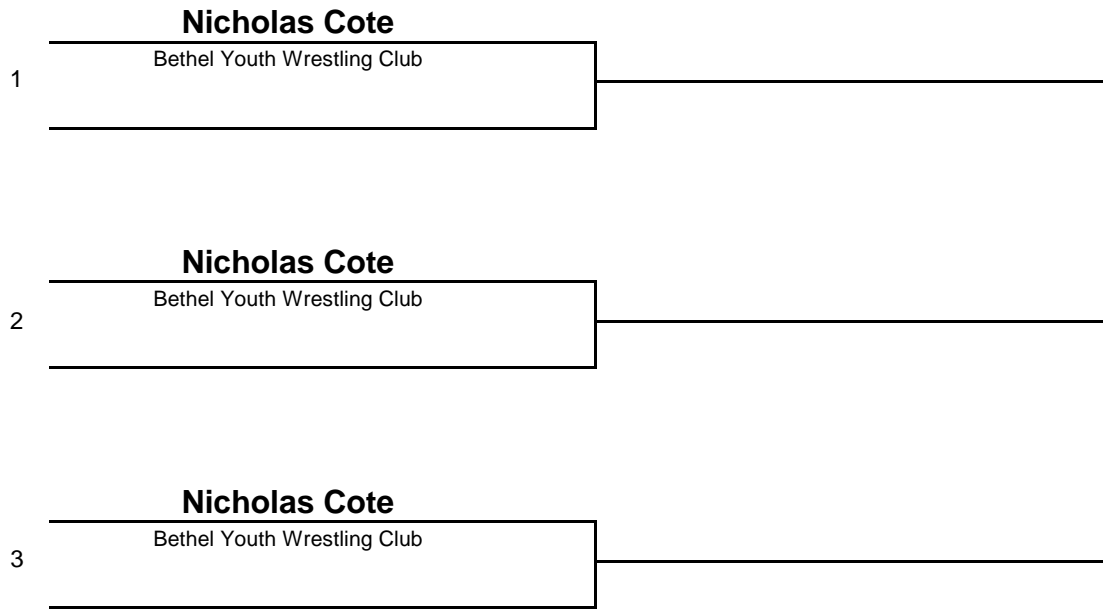 Nicholas Cote
Bethel Youth Wrestling Club
1
Nicholas Cote
Bethel Youth Wrestling Club
2
Nicholas Cote
Bethel Youth Wrestling Club
3